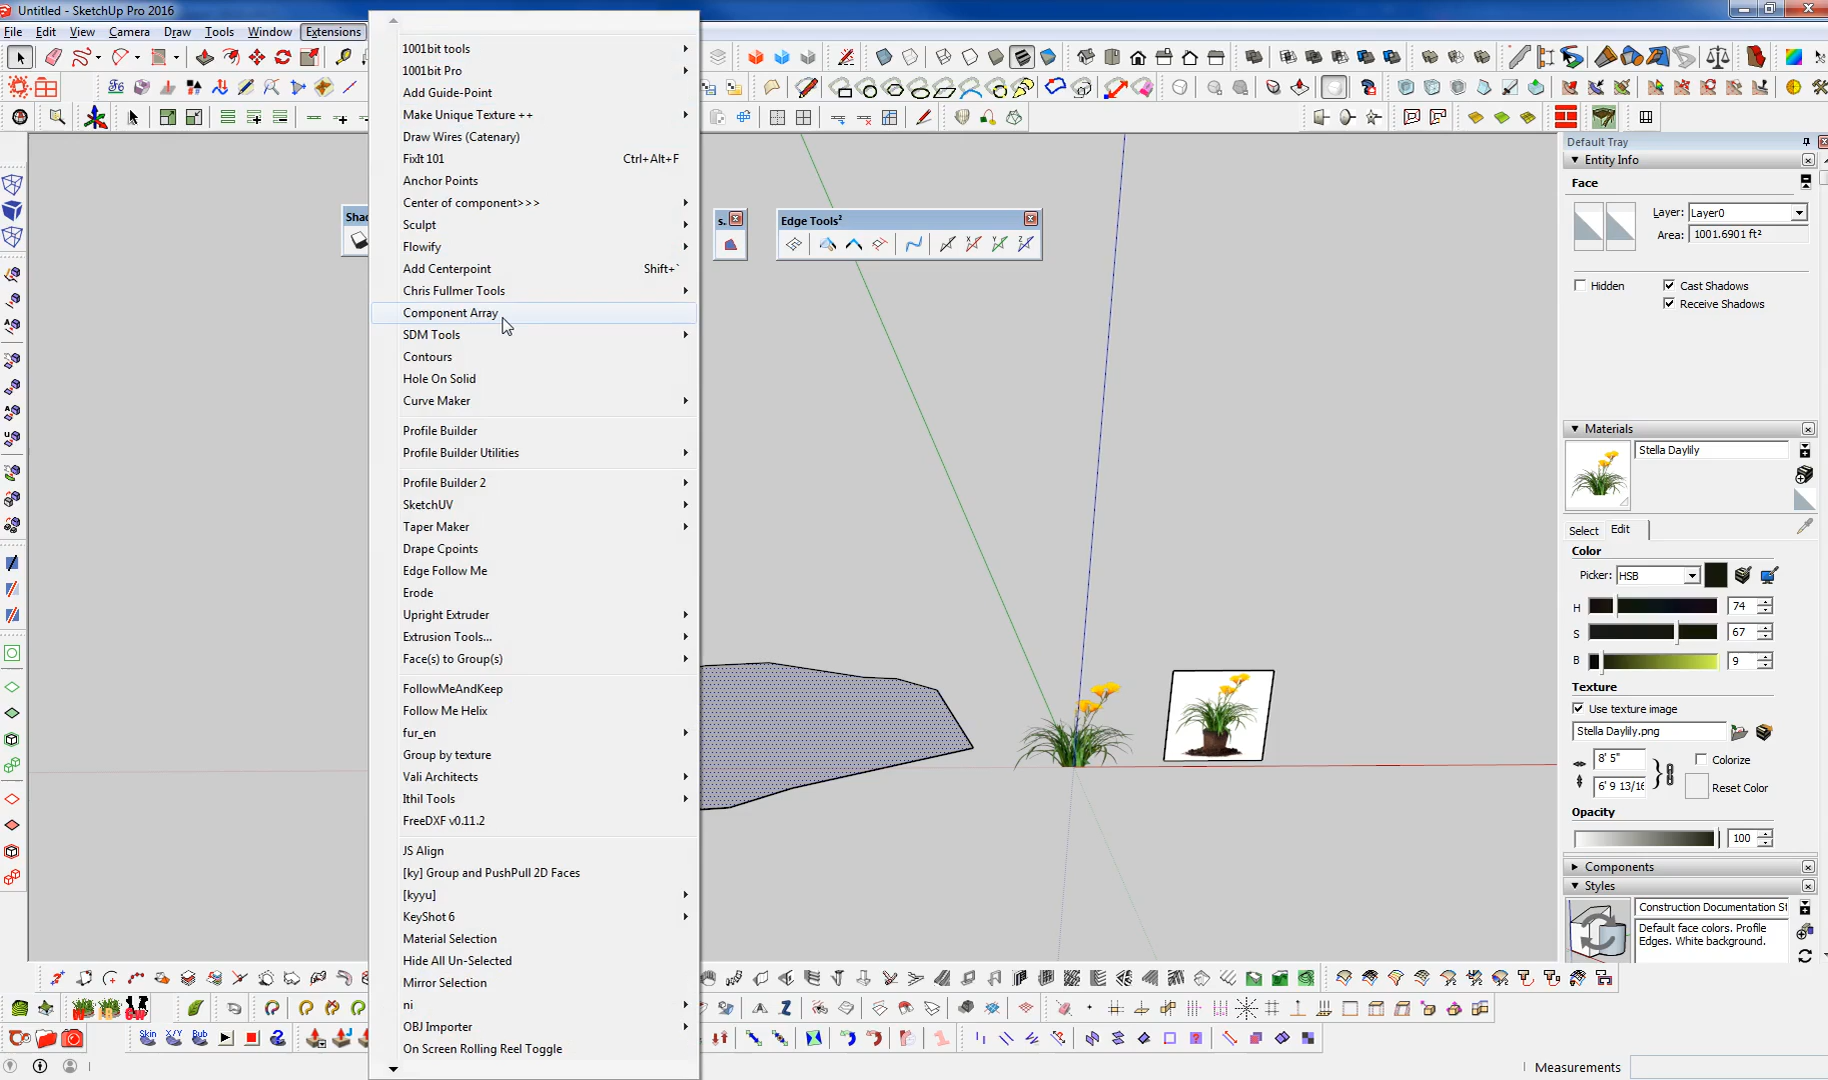 Untitled - SketchUp Pro 2016
File Edit View Camera Draw Tools Window Extensions
1001bit tools
1001bit Pro
Add Guide-Point
Make Unique Texture ++
Draw Wires (Catenary)
FixIt 101 Ctrl+Alt+F
Anchor Points
Center of component>>>
Sculpt
Flowify
Add Centerpoint Shift+`
Chris Fullmer Tools
Component Array
SDM Tools
Contours
Hole On Solid
Curve Maker
Profile Builder
Profile Builder Utilities
Profile Builder 2
SketchUV
Taper Maker
Drape Cpoints
Edge Follow Me
Erode
Upright Extruder
Extrusion Tools...
Face(s) to Group(s)
FollowMeAndKeep
Follow Me Helix
fur_en
Group by texture
Vali Architects
Ithil Tools
FreeDXF v0.11.2
JS Align
[ky] Group and PushPull 2D Faces
[kyyu]
KeyShot 6
Material Selection
Hide All Un-Selected
Mirror Selection
ni
OBJ Importer
On Screen Rolling Reel Toggle
Shad
s.
Edge Tools²
Default Tray
Entity Info
Face
Layer: Layer0
Area: 1001.6901 ft²
Hidden
Cast Shadows
Receive Shadows
Materials
Stella Daylily
Select Edit
Color
Picker: HSB
H 74
S 67
B 9
Texture
Use texture image
Stella Daylily.png
8' 5"
Colorize
6' 9 13/16
Reset Color
Opacity
100
Components
Styles
Construction Documentation St
Default face colors. Profile
Edges. White background.
Skin X/Y Bub
Measurements